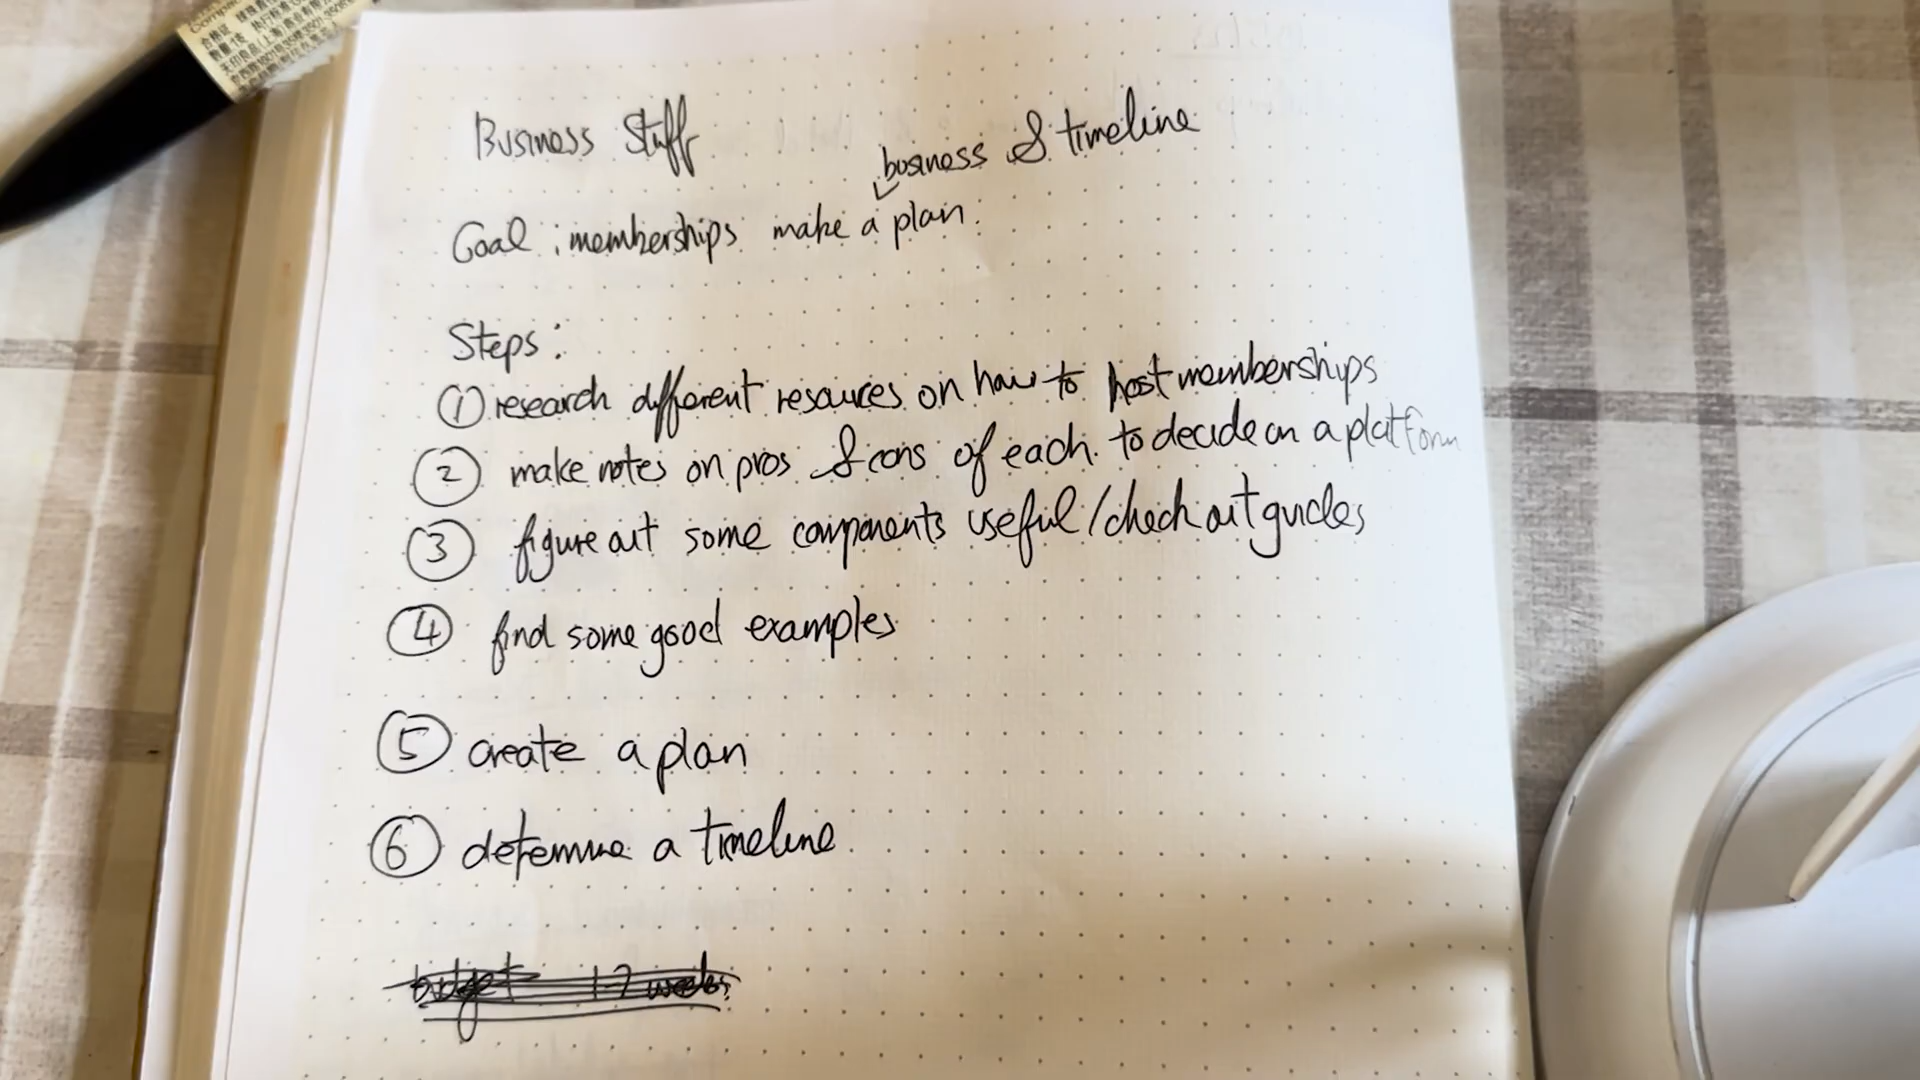 Business Stuff
business & timeline
Goal : memberships make a plan.
Steps:
① research different resources on how to host memberships
② make notes on pros & cons of each to decide on a platform
③ figure out some components useful/check out guides
④ find some good examples
⑤ create a plan
⑥ determine a timeline
budget weeks